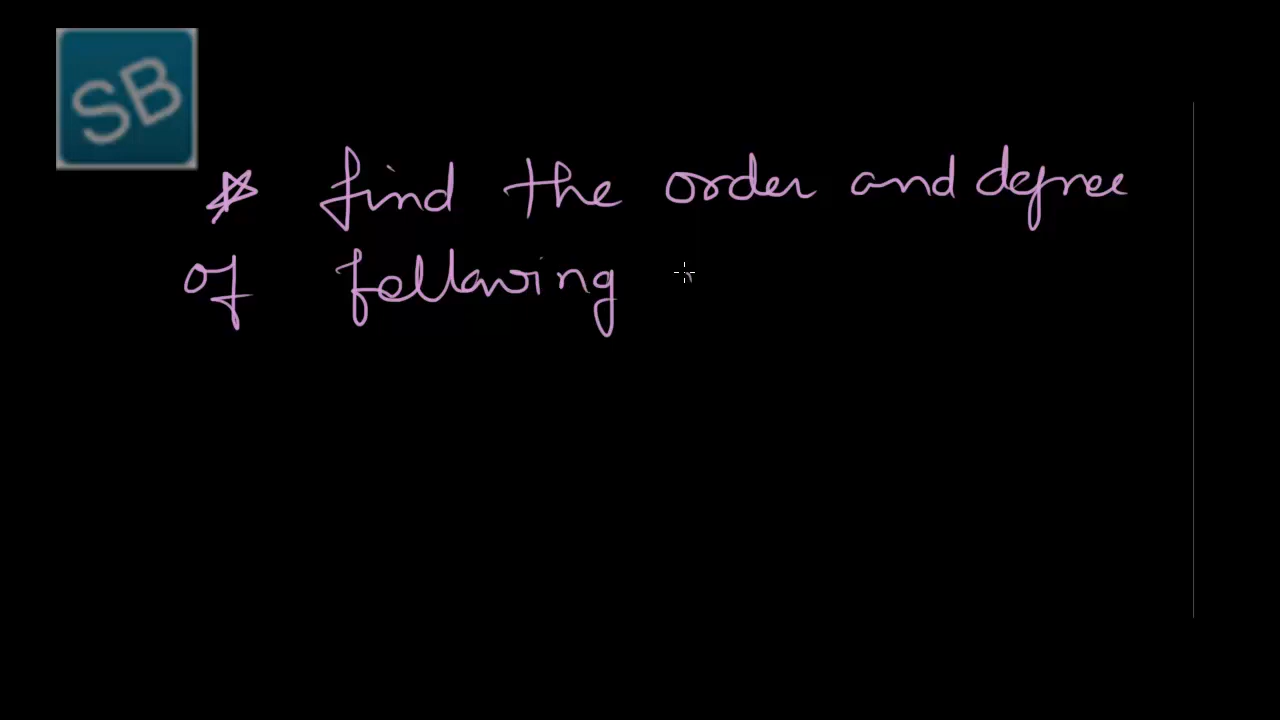 SB
* find the order and degree
of following